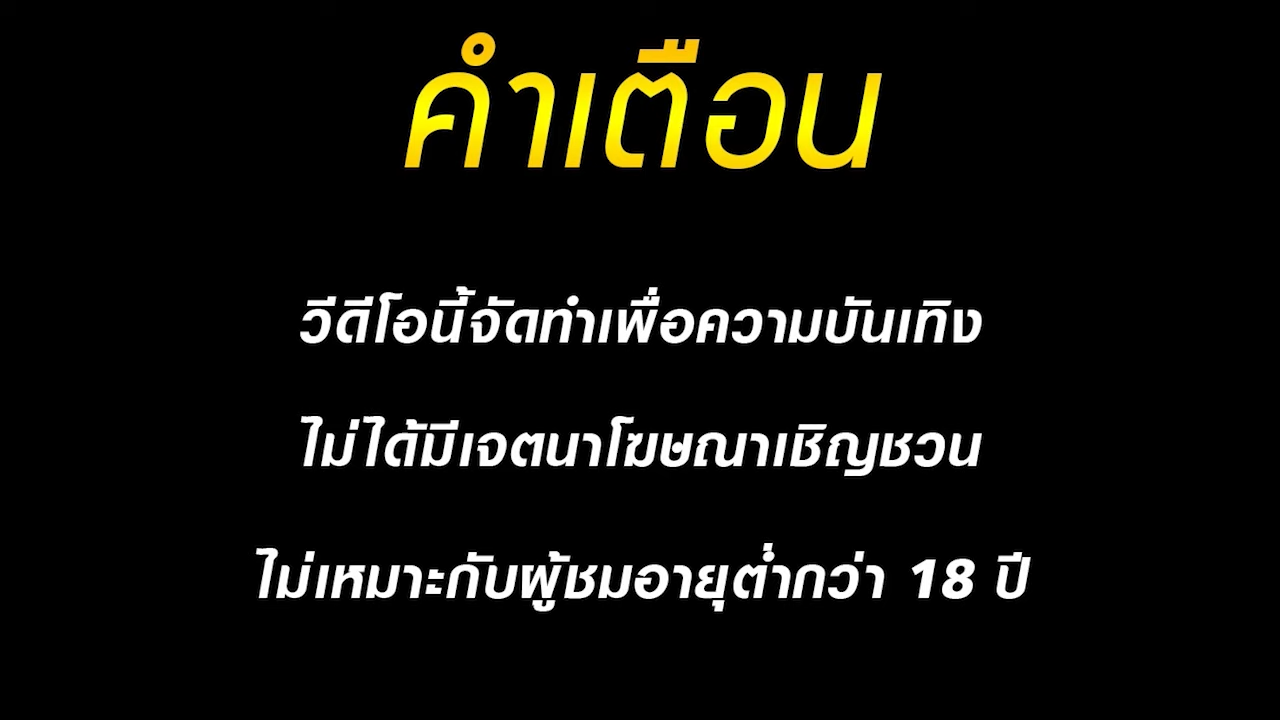 คำเตือน
วีดีโอนี้จัดทำเพื่อความบันเทิง
ไม่ได้มีเจตนาโฆษณาเชิญชวน
ไม่เหมาะกับผู้ชมอายุต่ำกว่า 18 ปี